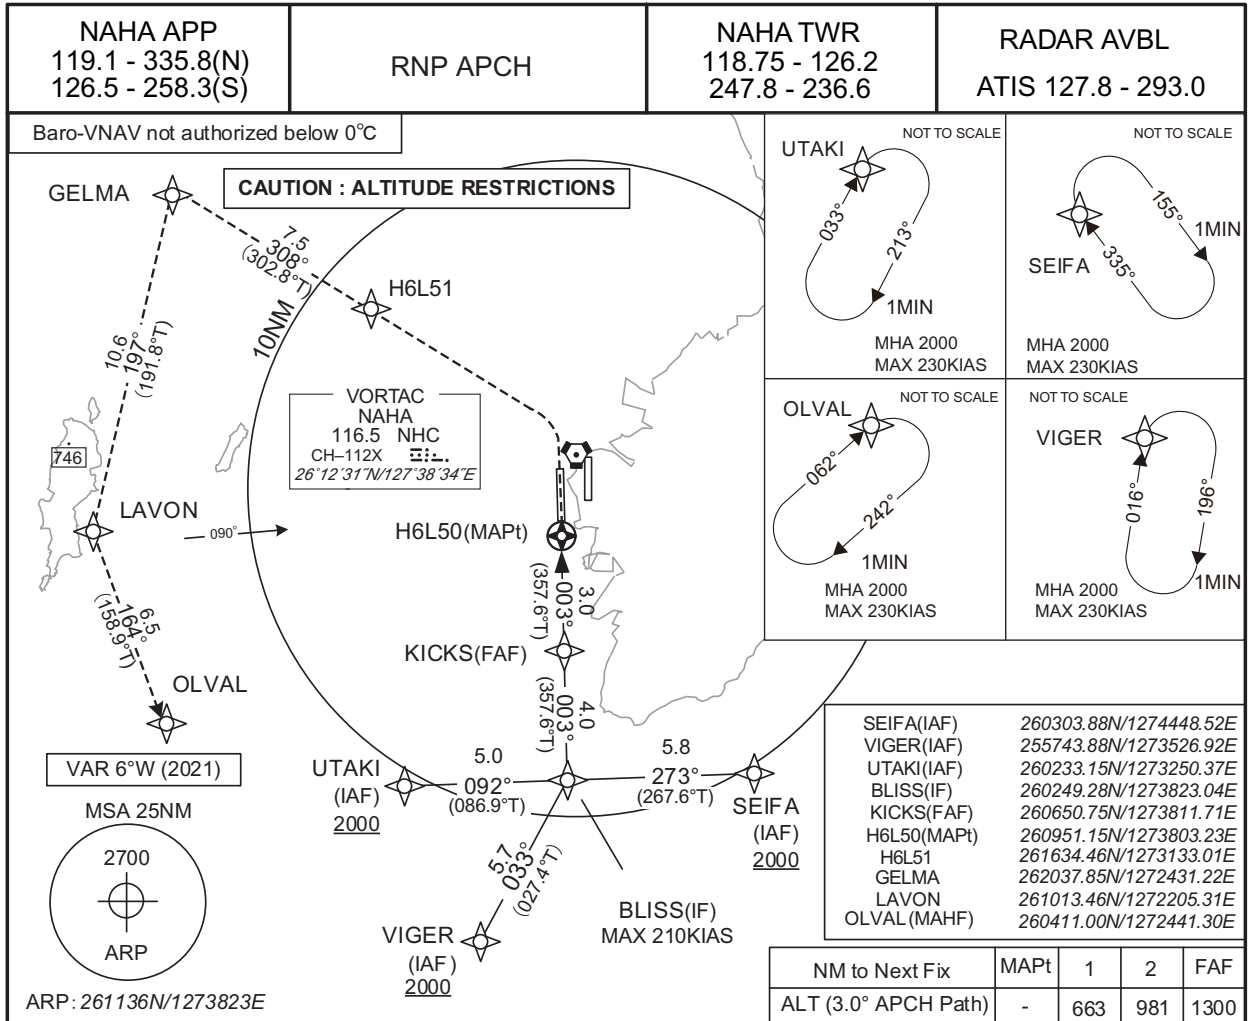 NAHA APP
119.1 - 335.8(N)
126.5 - 258.3(S)
RNP APCH
NAHA TWR
118.75 - 126.2
247.8 - 236.6
RADAR AVBL
ATIS 127.8 - 293.0
Baro-VNAV not authorized below 0°C
CAUTION : ALTITUDE RESTRICTIONS
GELMA
7.5
308°
(302.8°T)
H6L51
10NM
10.6
197°
(191.8°T)
VORTAC
NAHA
116.5 NHC
CH–112X
26°12´31˝N/127°38´34˝E
746
LAVON
090°
H6L50(MAPt)
3.0
003°
(357.6°T)
KICKS(FAF)
4.0
003°
(357.6°T)
6.5
164°
(158.9°T)
OLVAL
VAR 6°W (2021)
UTAKI
(IAF)
2000
5.0
092°
(086.9°T)
5.8
273°
(267.6°T)
SEIFA
(IAF)
2000
5.7
033°
(027.4°T)
BLISS(IF)
MAX 210KIAS
VIGER
(IAF)
2000
MSA 25NM
2700
ARP
ARP: 261136N/1273823E
NOT TO SCALE
UTAKI
033°
213°
1MIN
MHA 2000
MAX 230KIAS
NOT TO SCALE
SEIFA
155°
335°
1MIN
MHA 2000
MAX 230KIAS
NOT TO SCALE
OLVAL
062°
242°
1MIN
MHA 2000
MAX 230KIAS
NOT TO SCALE
VIGER
016°
196°
1MIN
MHA 2000
MAX 230KIAS
SEIFA(IAF) 260303.88N/1274448.52E
VIGER(IAF) 255743.88N/1273526.92E
UTAKI(IAF) 260233.15N/1273250.37E
BLISS(IF) 260249.28N/1273823.04E
KICKS(FAF) 260650.75N/1273811.71E
H6L50(MAPt) 260951.15N/1273803.23E
H6L51 261634.46N/1273133.01E
GELMA 262037.85N/1272431.22E
LAVON 261013.46N/1272205.31E
OLVAL(MAHF) 260411.00N/1272441.30E
NM to Next Fix MAPt 1 2 FAF
ALT (3.0° APCH Path) - 663 981 1300